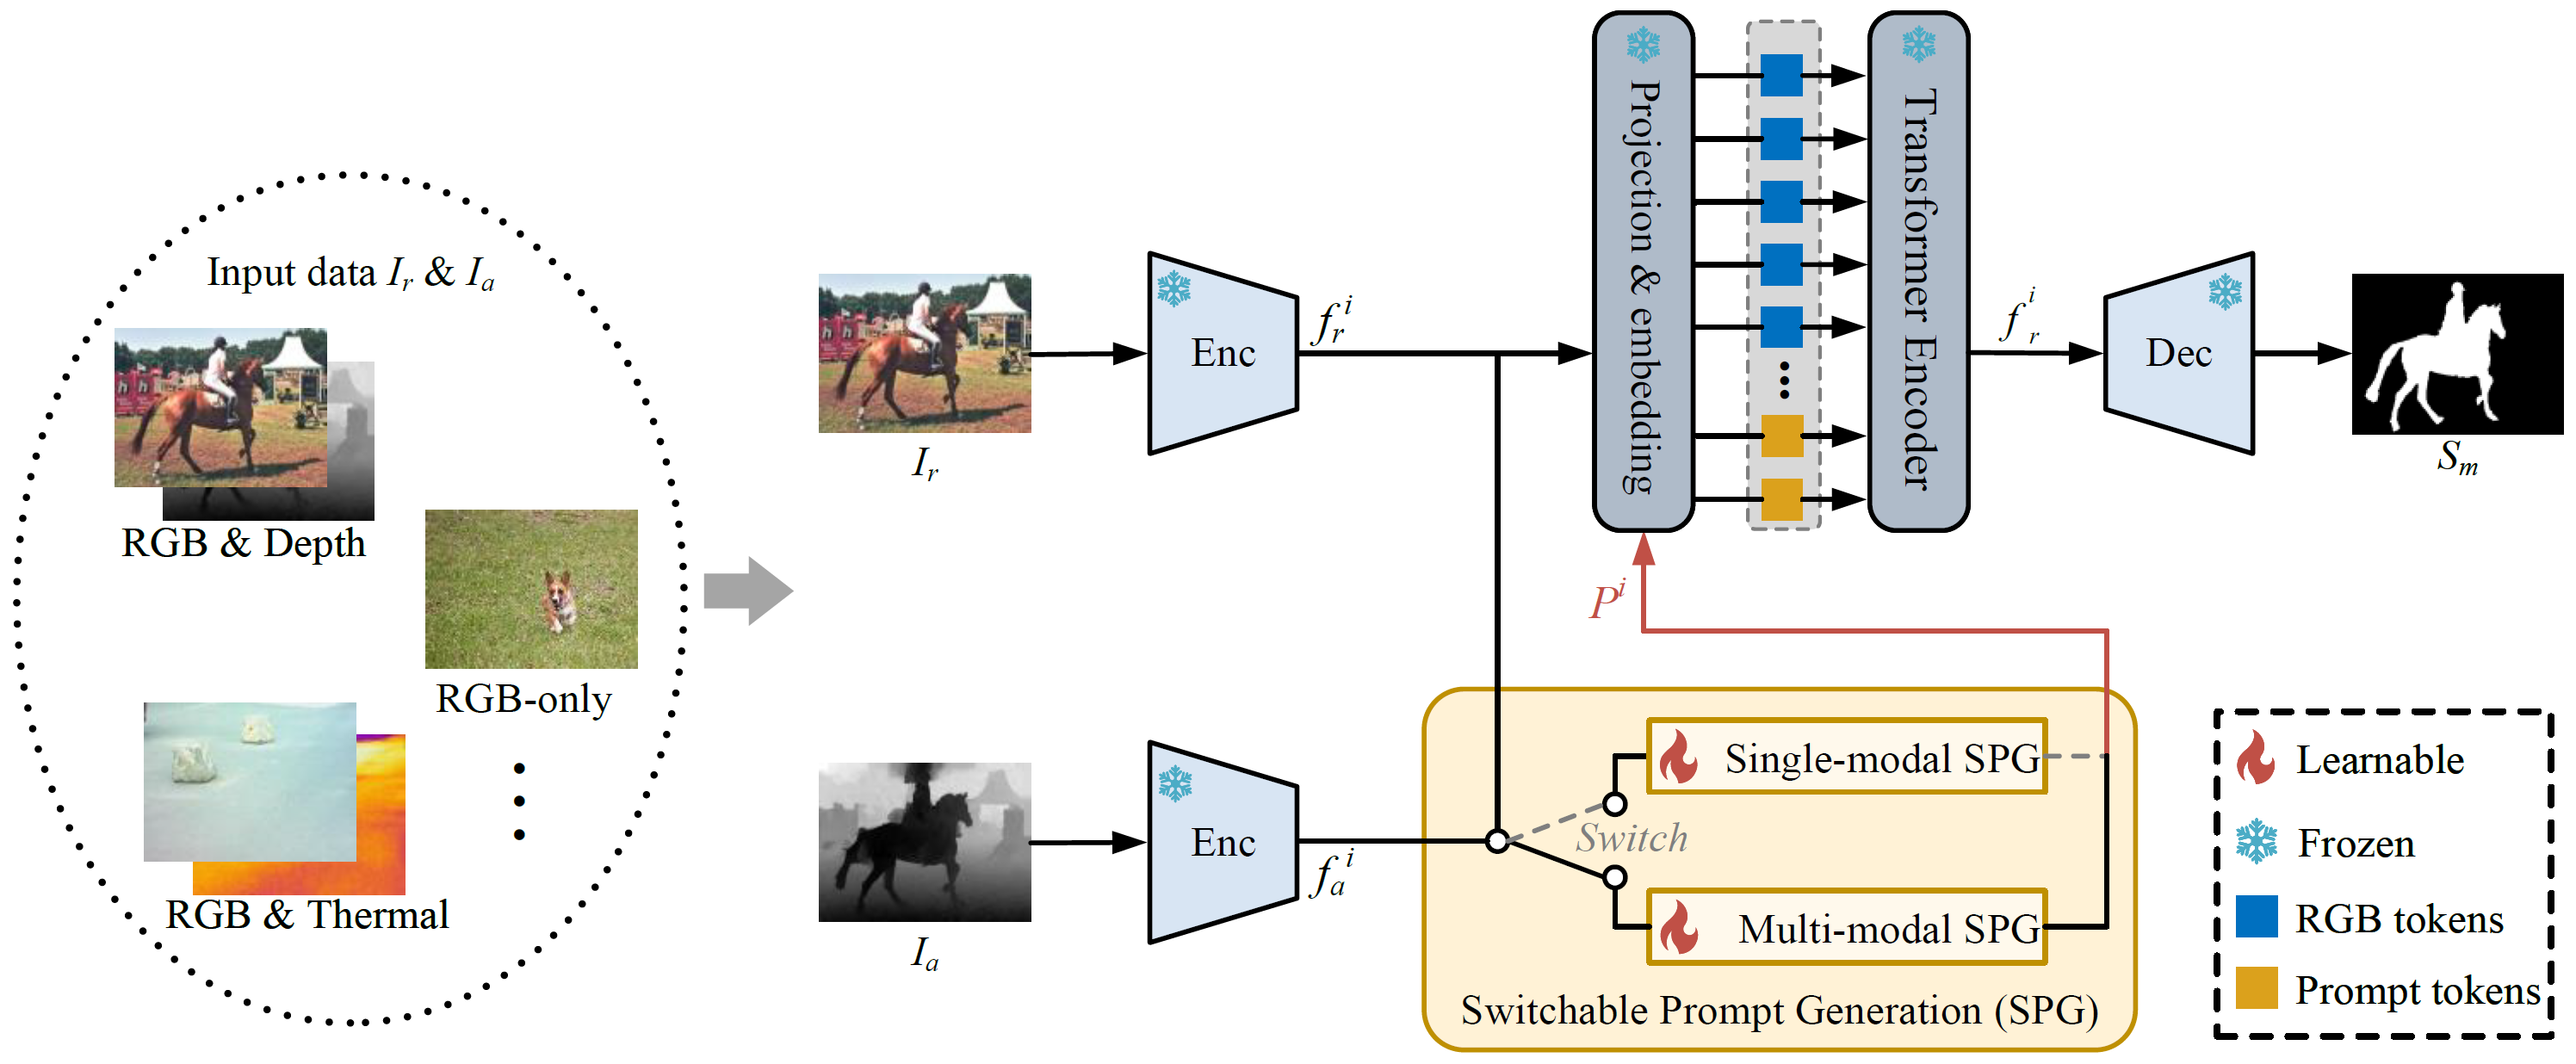 Input data I_r & I_a
RGB & Depth
RGB-only
RGB & Thermal
I_r
Enc
f_r^i
I_a
Enc
f_a^i
Projection & embedding
Transformer Encoder
f_r^i
Dec
S_m
P^i
Single-modal SPG
Switch
Multi-modal SPG
Switchable Prompt Generation (SPG)
Learnable
Frozen
RGB tokens
Prompt tokens